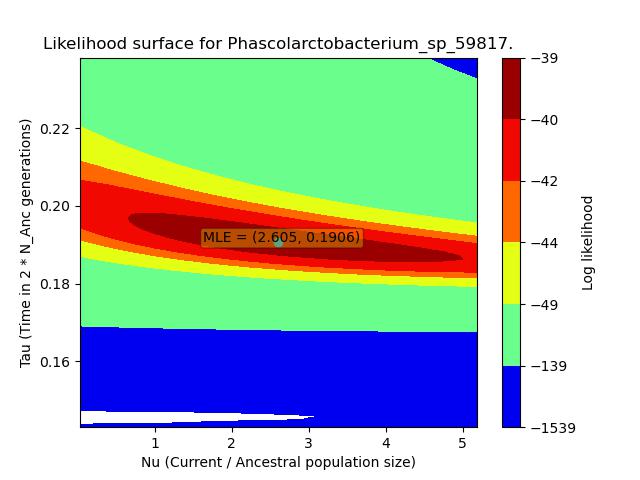 Likelihood surface for Phascolarctobacterium_sp_59817.
−39
−40
−42
−44
−49
−139
−1539
Log likelihood
0.22
0.20
0.18
0.16
Tau (Time in 2 * N_Anc generations)
MLE = (2.605, 0.1906)
1 2 3 4 5
Nu (Current / Ancestral population size)